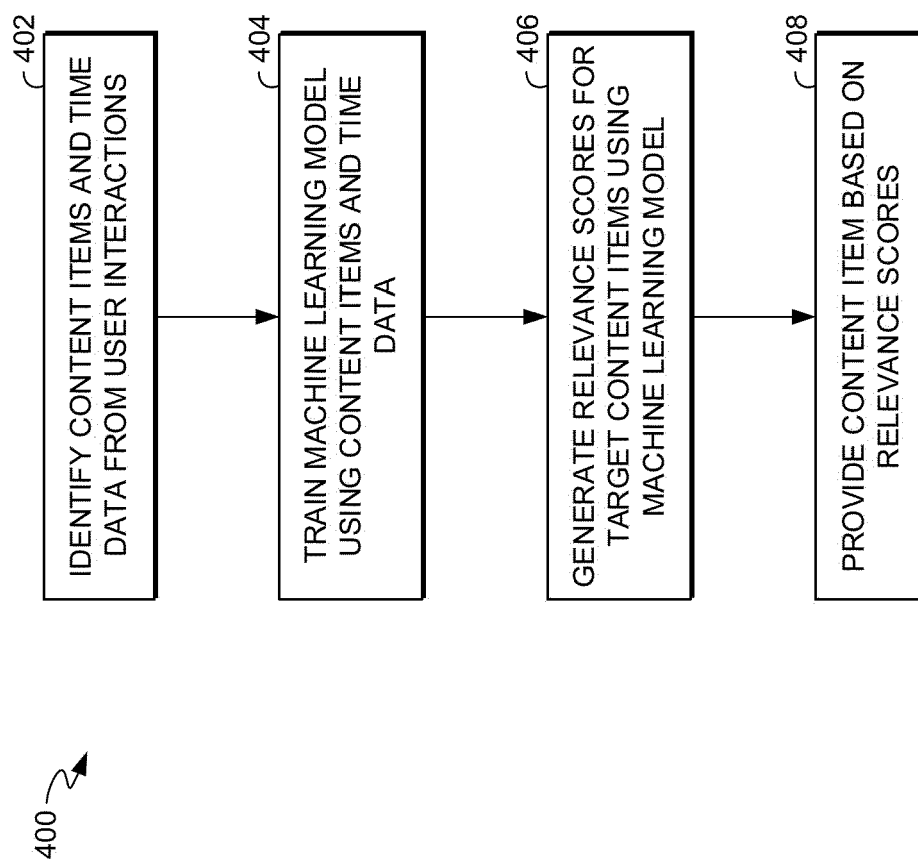 400
402
IDENTIFY CONTENT ITEMS AND TIME
DATA FROM USER INTERACTIONS
404
TRAIN MACHINE LEARNING MODEL
USING CONTENT ITEMS AND TIME
DATA
406
GENERATE RELEVANCE SCORES FOR
TARGET CONTENT ITEMS USING
MACHINE LEARNING MODEL
408
PROVIDE CONTENT ITEM BASED ON
RELEVANCE SCORES